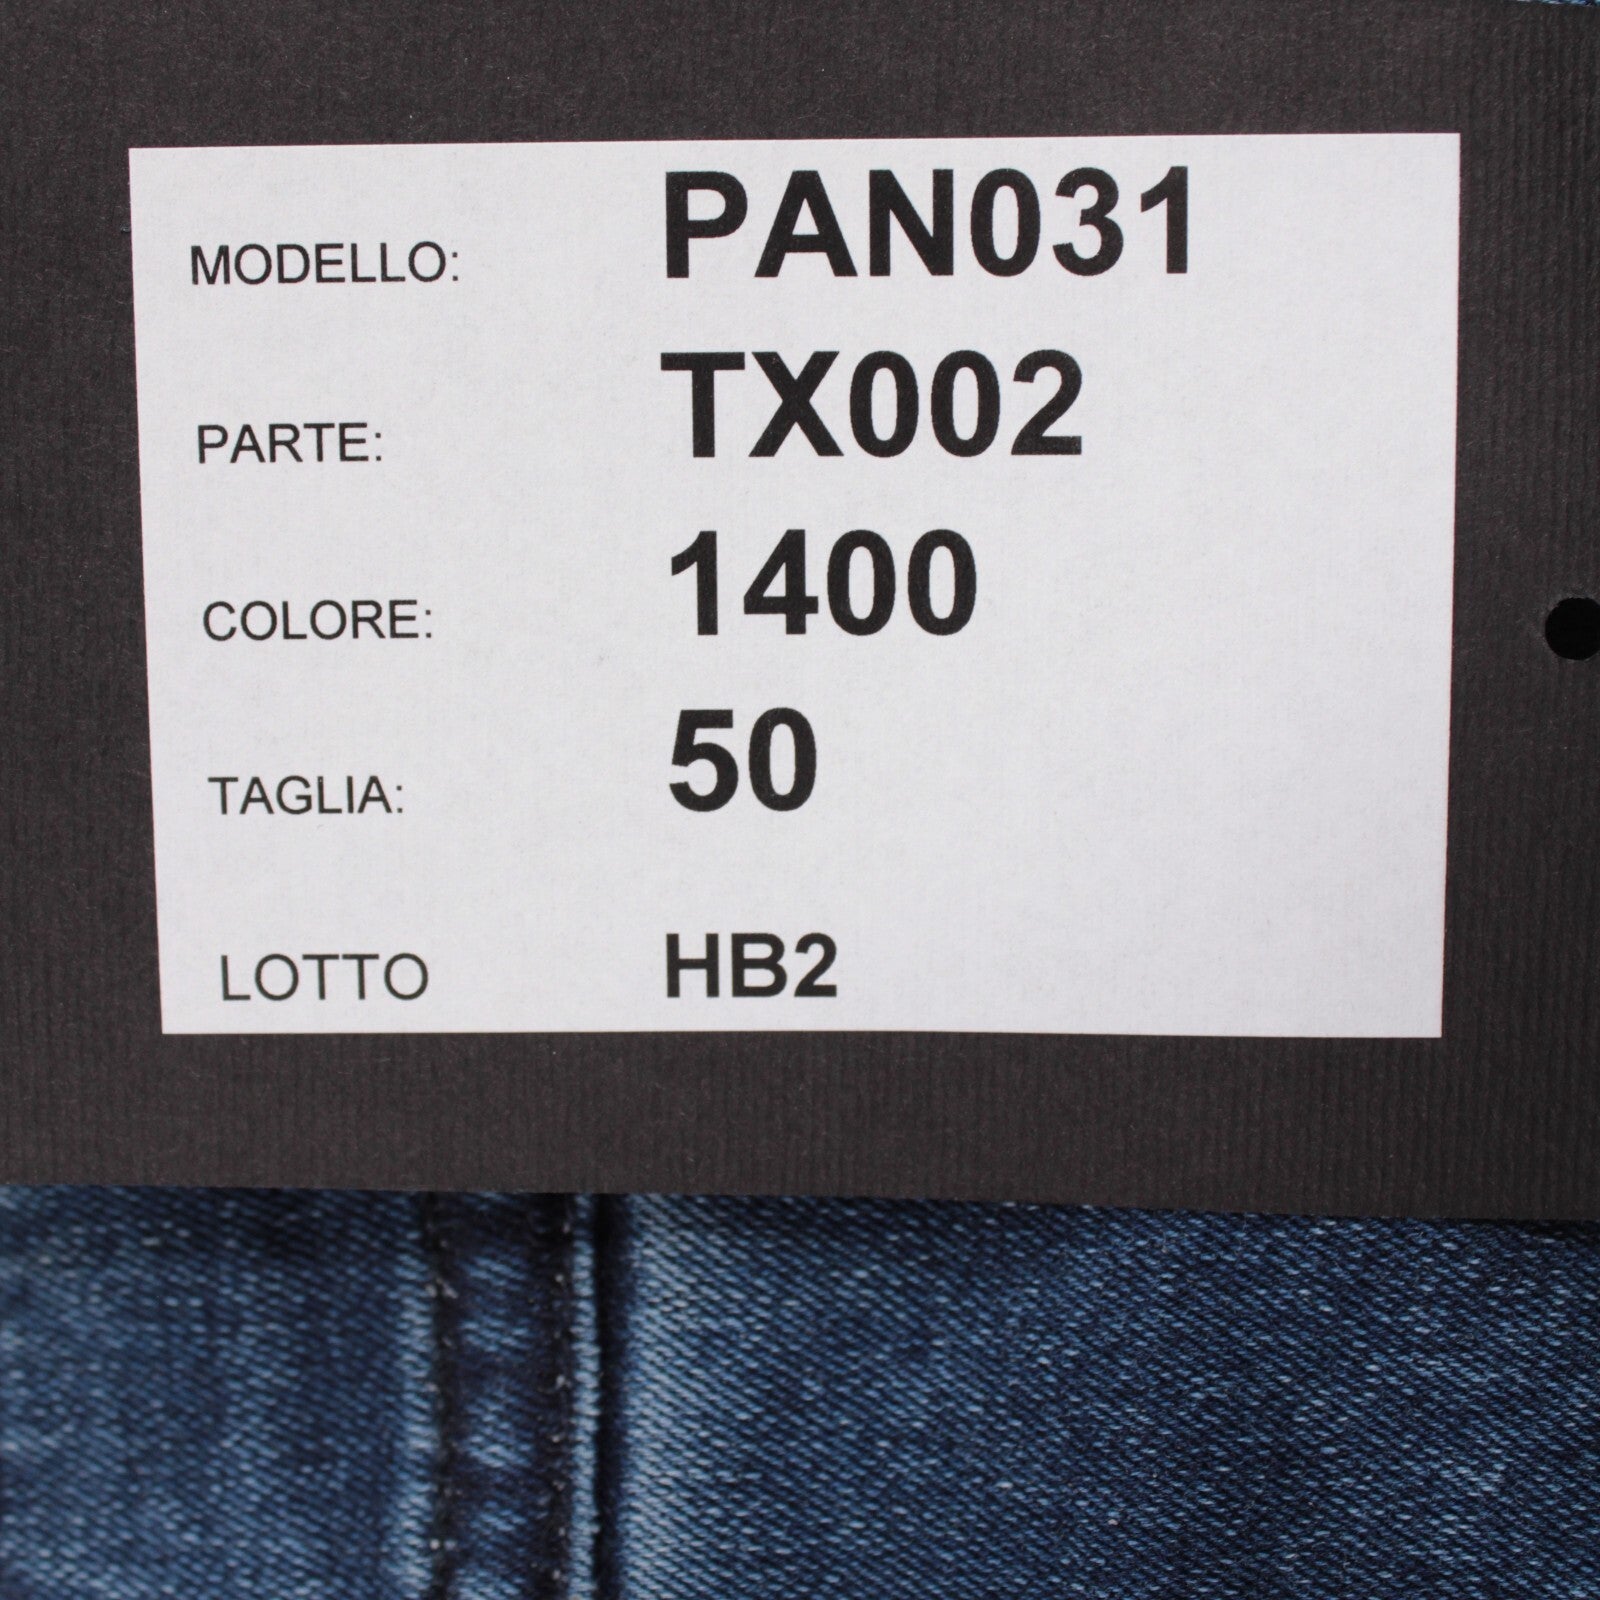 MODELLO: PAN031
PARTE: TX002
COLORE: 1400
TAGLIA: 50
LOTTO HB2